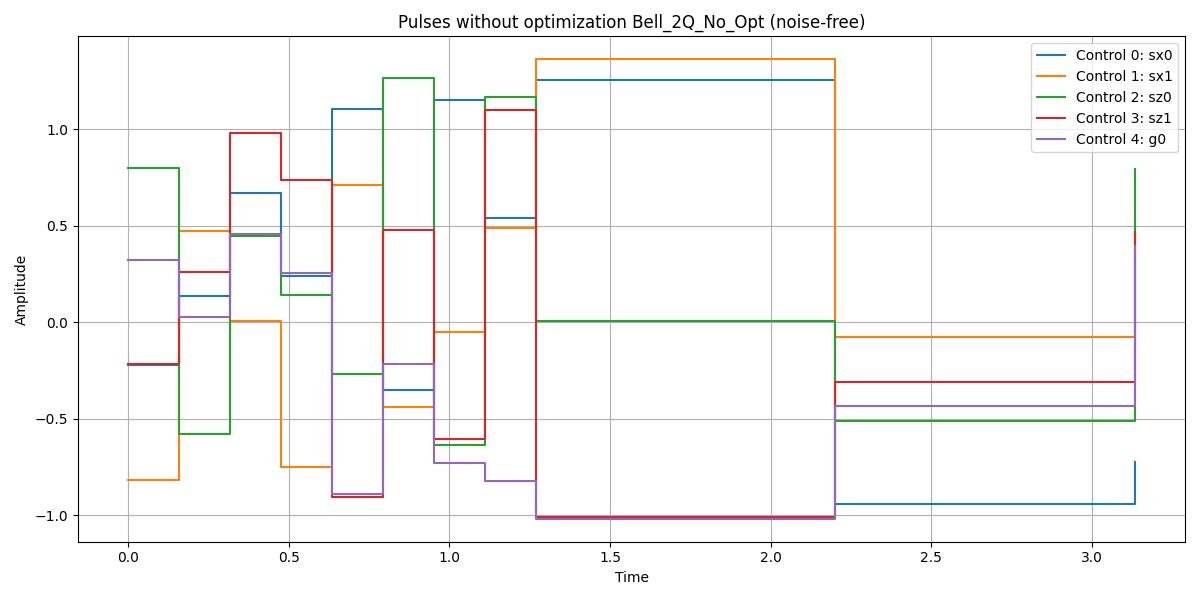 Pulses without optimization Bell_2Q_No_Opt (noise-free)
Control 0: sx0
Control 1: sx1
Control 2: sz0
Control 3: sz1
Control 4: g0
Amplitude
1.0
0.5
0.0
−0.5
−1.0
0.0 0.5 1.0 1.5 2.0 2.5 3.0
Time